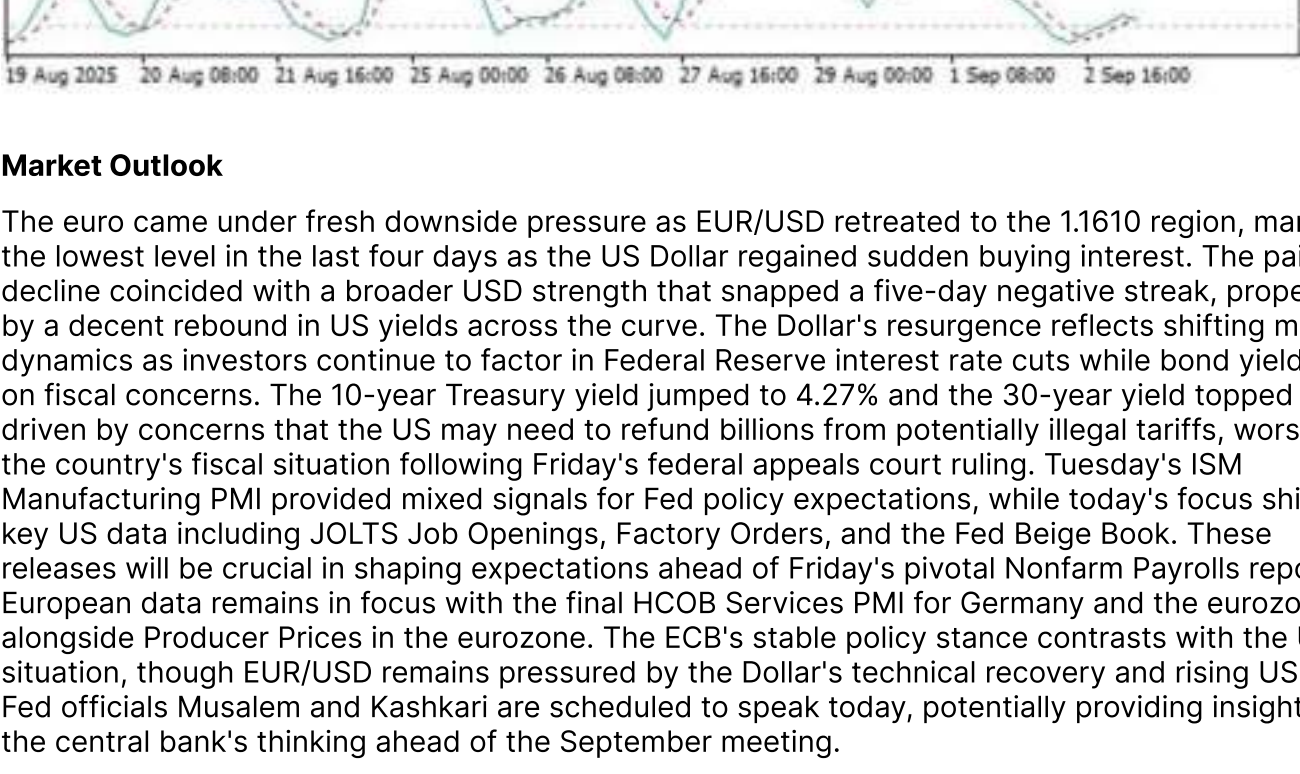 19 Aug 2025 20 Aug 08:00 21 Aug 16:00 25 Aug 00:00 26 Aug 08:00 27 Aug 16:00 29 Aug 00:00 1 Sep 08:00 2 Sep 16:00
Market Outlook
The euro came under fresh downside pressure as EUR/USD retreated to the 1.1610 region,
the lowest level in the last four days as the US Dollar regained sudden buying interest. The
decline coincided with a broader USD strength that snapped a five-day negative streak,
by a decent rebound in US yields across the curve. The Dollar's resurgence reflects shifting
dynamics as investors continue to factor in Federal Reserve interest rate cuts while bond
on fiscal concerns. The 10-year Treasury yield jumped to 4.27% and the 30-year yield topped
driven by concerns that the US may need to refund billions from potentially illegal tariffs,
the country's fiscal situation following Friday's federal appeals court ruling. Tuesday's ISM
Manufacturing PMI provided mixed signals for Fed policy expectations, while today's focus
key US data including JOLTS Job Openings, Factory Orders, and the Fed Beige Book. These
releases will be crucial in shaping expectations ahead of Friday's pivotal Nonfarm Payrolls
European data remains in focus with the final HCOB Services PMI for Germany and the
alongside Producer Prices in the eurozone. The ECB's stable policy stance contrasts with the
situation, though EUR/USD remains pressured by the Dollar's technical recovery and rising US
Fed officials Musalem and Kashkari are scheduled to speak today, potentially providing
the central bank's thinking ahead of the September meeting.